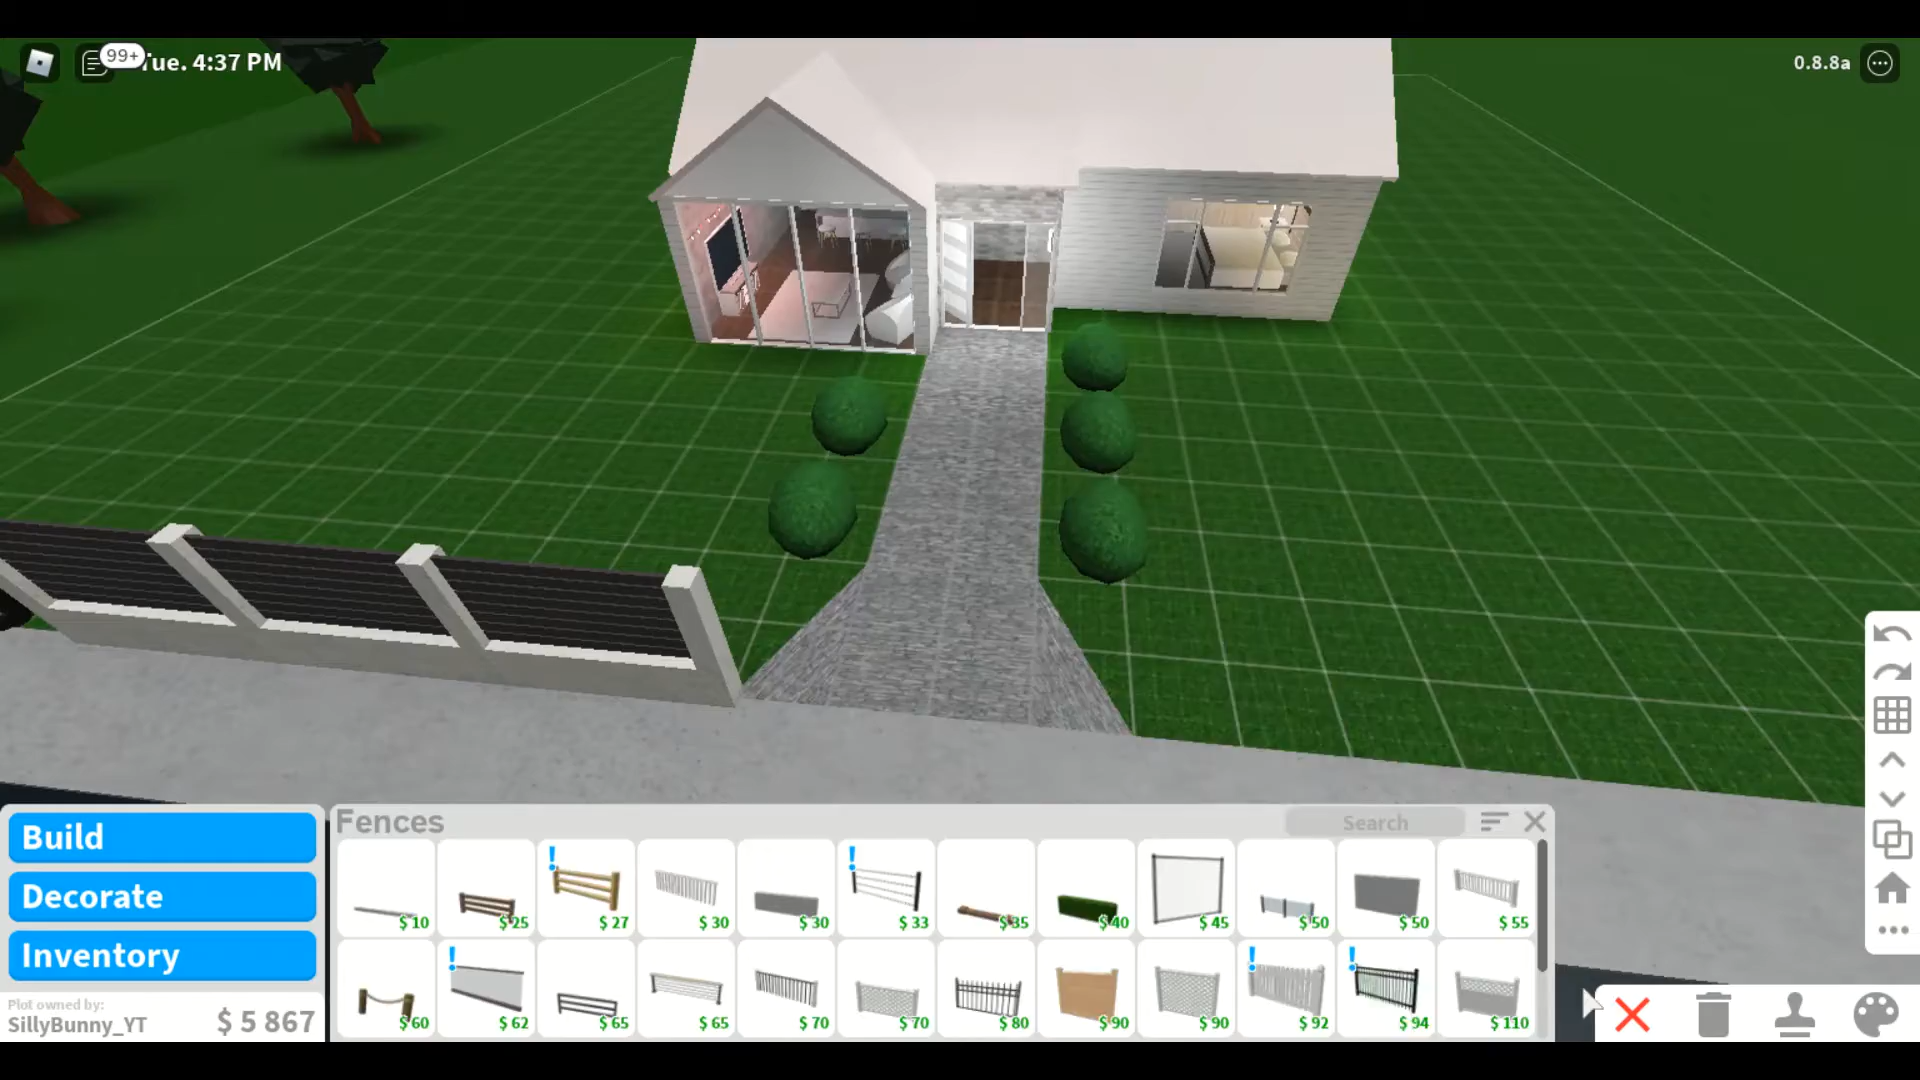 99+
Tue. 4:37 PM
0.8.8a
Build
Decorate
Inventory
Plot owned by:
SillyBunny_YT
$ 5 867
Fences
Search
$ 10
$ 25
$ 27
$ 30
$ 30
$ 33
$ 35
$ 40
$ 45
$ 50
$ 50
$ 55
$ 60
$ 62
$ 65
$ 65
$ 70
$ 70
$ 80
$ 90
$ 90
$ 92
$ 94
$ 110